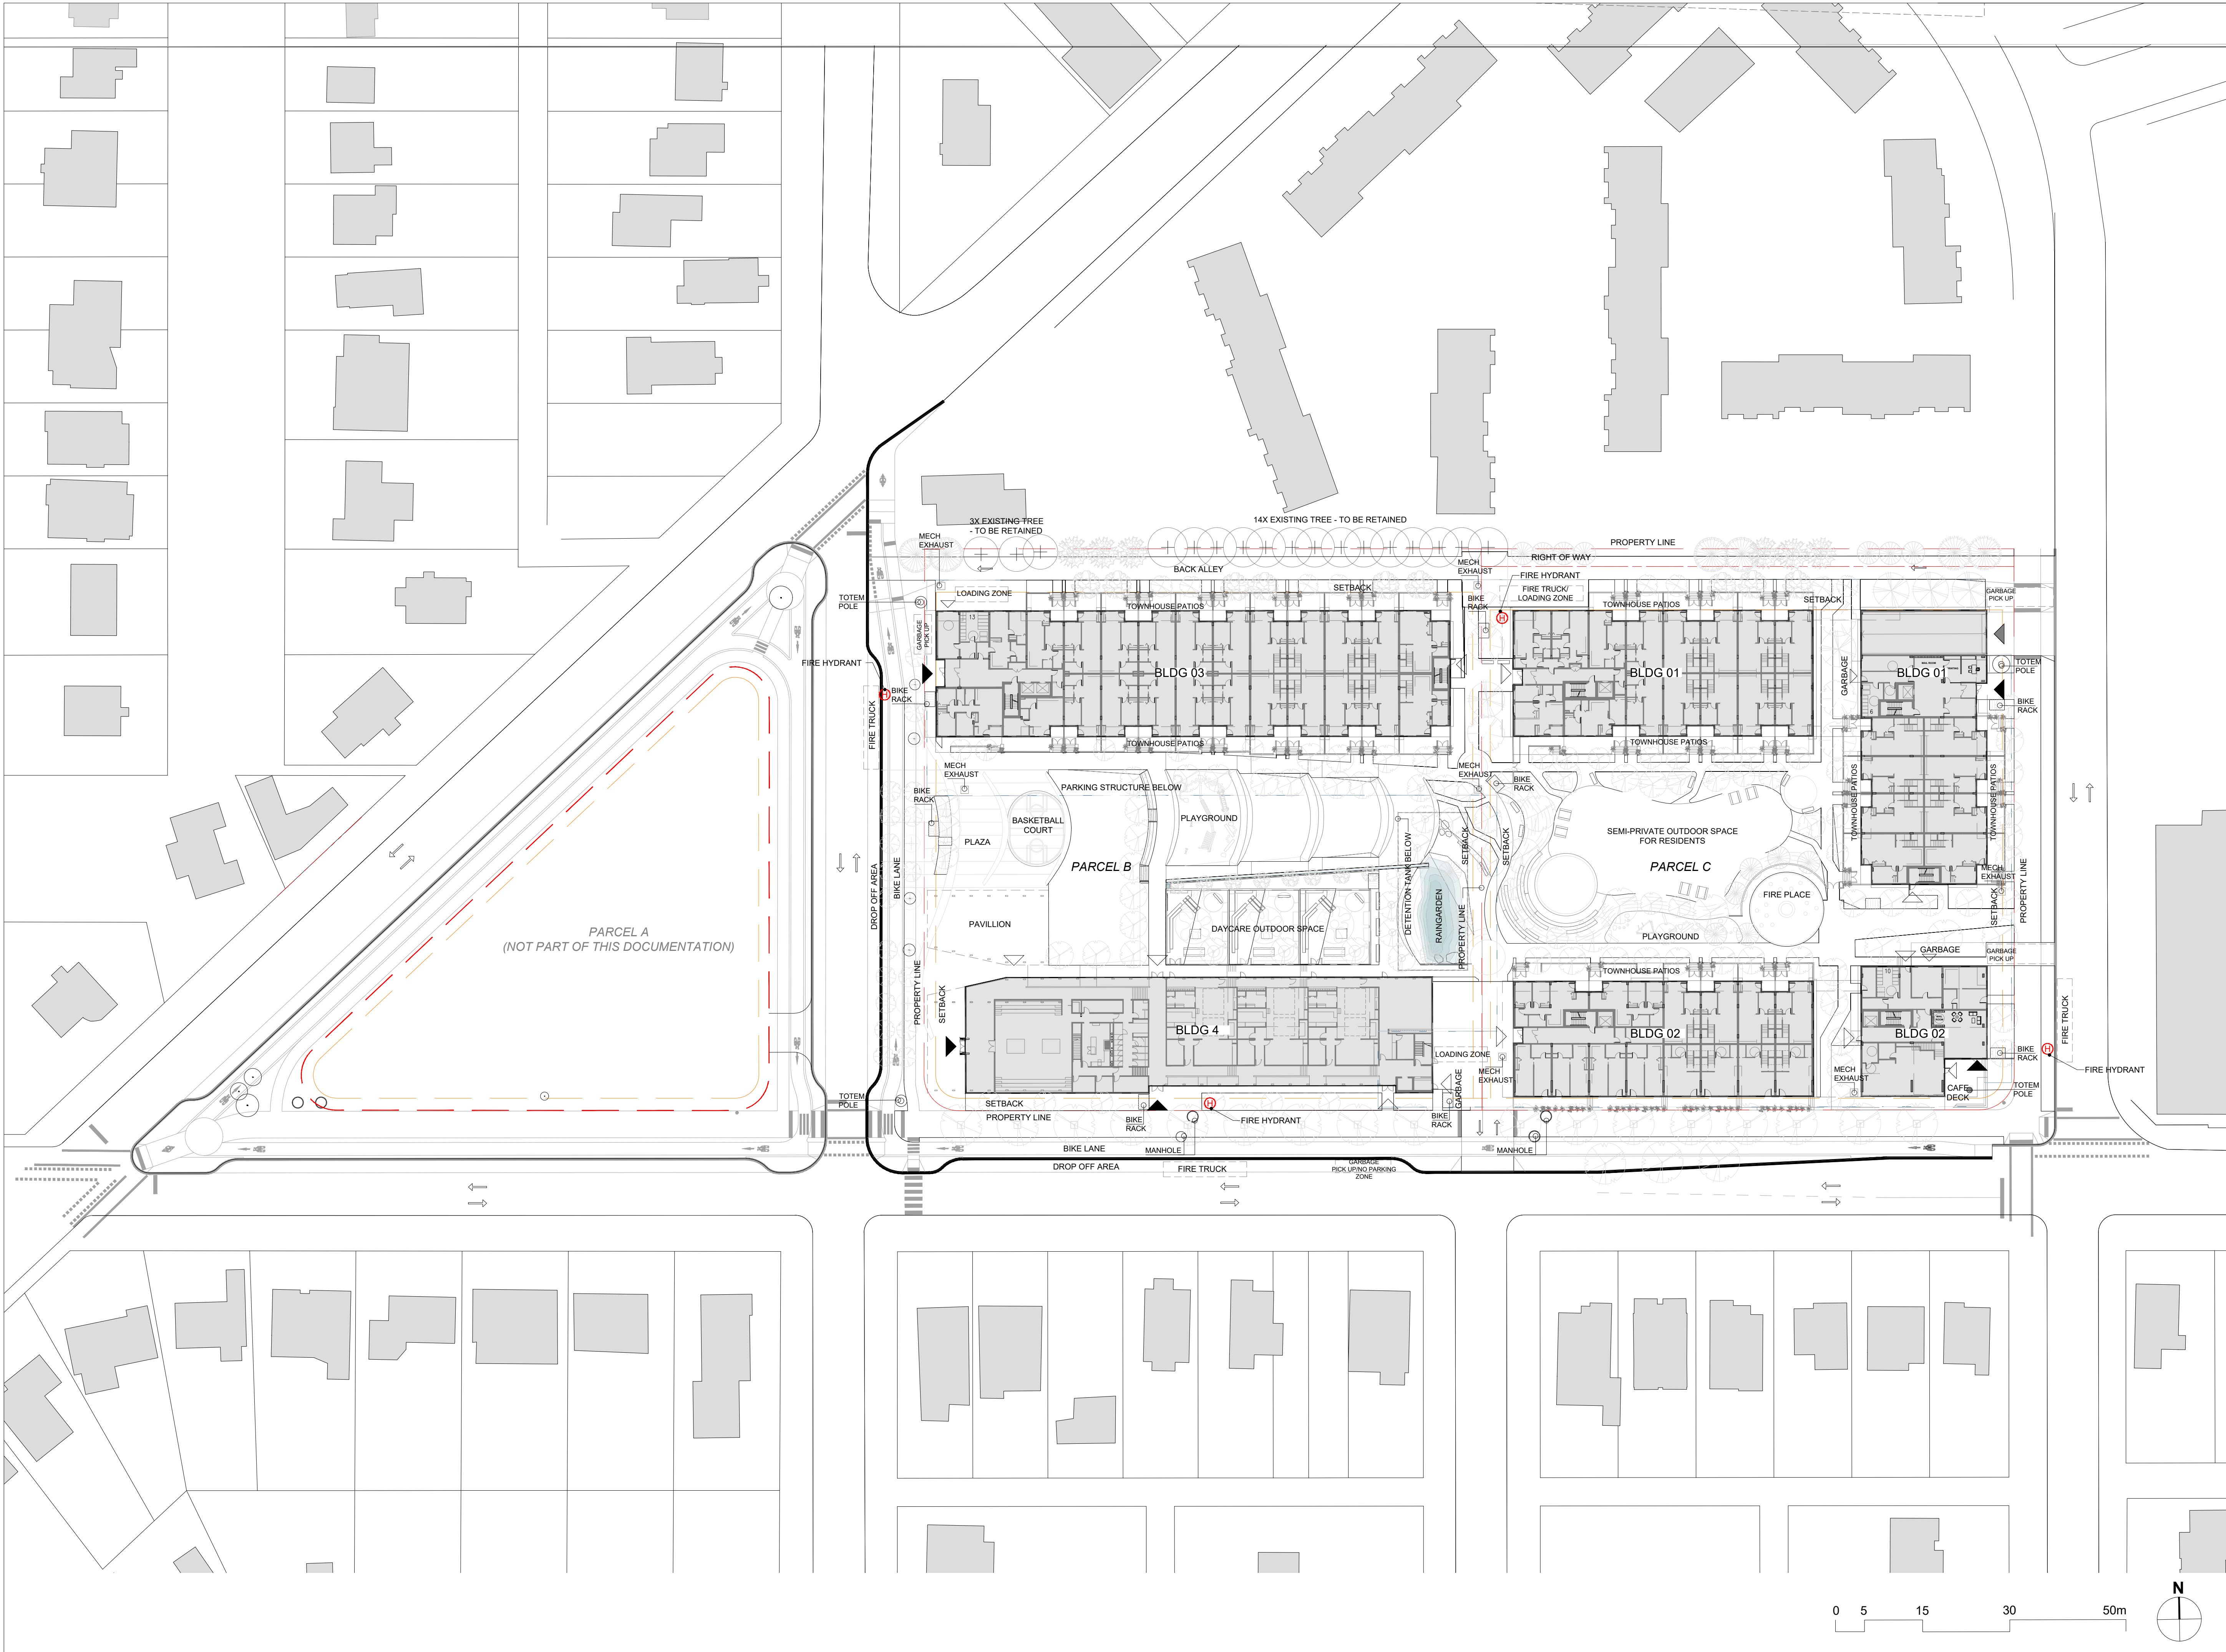 3X EXISTING TREE
- TO BE RETAINED
14X EXISTING TREE - TO BE RETAINED
MECH
EXHAUST
PROPERTY LINE
RIGHT OF WAY
BACK ALLEY
MECH
EXHAUST
FIRE HYDRANT
SETBACK
LOADING ZONE
FIRE TRUCK/
LOADING ZONE
GARBAGE
PICK UP
TOTEM
POLE
TOWNHOUSE PATIOS
BIKE
RACK
TOWNHOUSE PATIOS
SETBACK
13
H
GARBAGE
PICK UP
FIRE HYDRANT
BLDG 03
BLDG 01
GARBAGE
BLDG 01
TOTEM
POLE
H
BIKE
RACK
BIKE
RACK
6
FIRE TRUCK
TOWNHOUSE PATIOS
TOWNHOUSE PATIOS
MECH
EXHAUST
MECH
EXHAUST
BIKE
RACK
PARKING STRUCTURE BELOW
BIKE
RACK
BASKETBALL
COURT
PLAYGROUND
TOWNHOUSE PATIOS
TOWNHOUSE PATIOS
PLAZA
SETBACK
SETBACK
SEMI-PRIVATE OUTDOOR SPACE
FOR RESIDENTS
PARCEL B
PARCEL C
MECH
EXHAUST
DROP OFF AREA
BIKE LANE
DETENTION TANK BELOW
RAINGARDEN
FIRE PLACE
SETBACK
PROPERTY LINE
PAVILLION
DAYCARE OUTDOOR SPACE
PROPERTY LINE
PLAYGROUND
PARCEL A
(NOT PART OF THIS DOCUMENTATION)
GARBAGE
GARBAGE
PICK UP
PROPERTY LINE
SETBACK
TOWNHOUSE PATIOS
10
BLDG 4
BLDG 02
BLDG 02
FIRE TRUCK
LOADING ZONE
H
BIKE
RACK
MECH
EXHAUST
MECH
EXHAUST
FIRE HYDRANT
GARBAGE
CAFE
DECK
TOTEM
POLE
TOTEM
POLE
SETBACK
H
PROPERTY LINE
BIKE
RACK
FIRE HYDRANT
BIKE
RACK
BIKE LANE
MANHOLE
MANHOLE
DROP OFF AREA
FIRE TRUCK
GARBAGE
PICK UP/NO PARKING
ZONE
N
0 5 15 30 50m